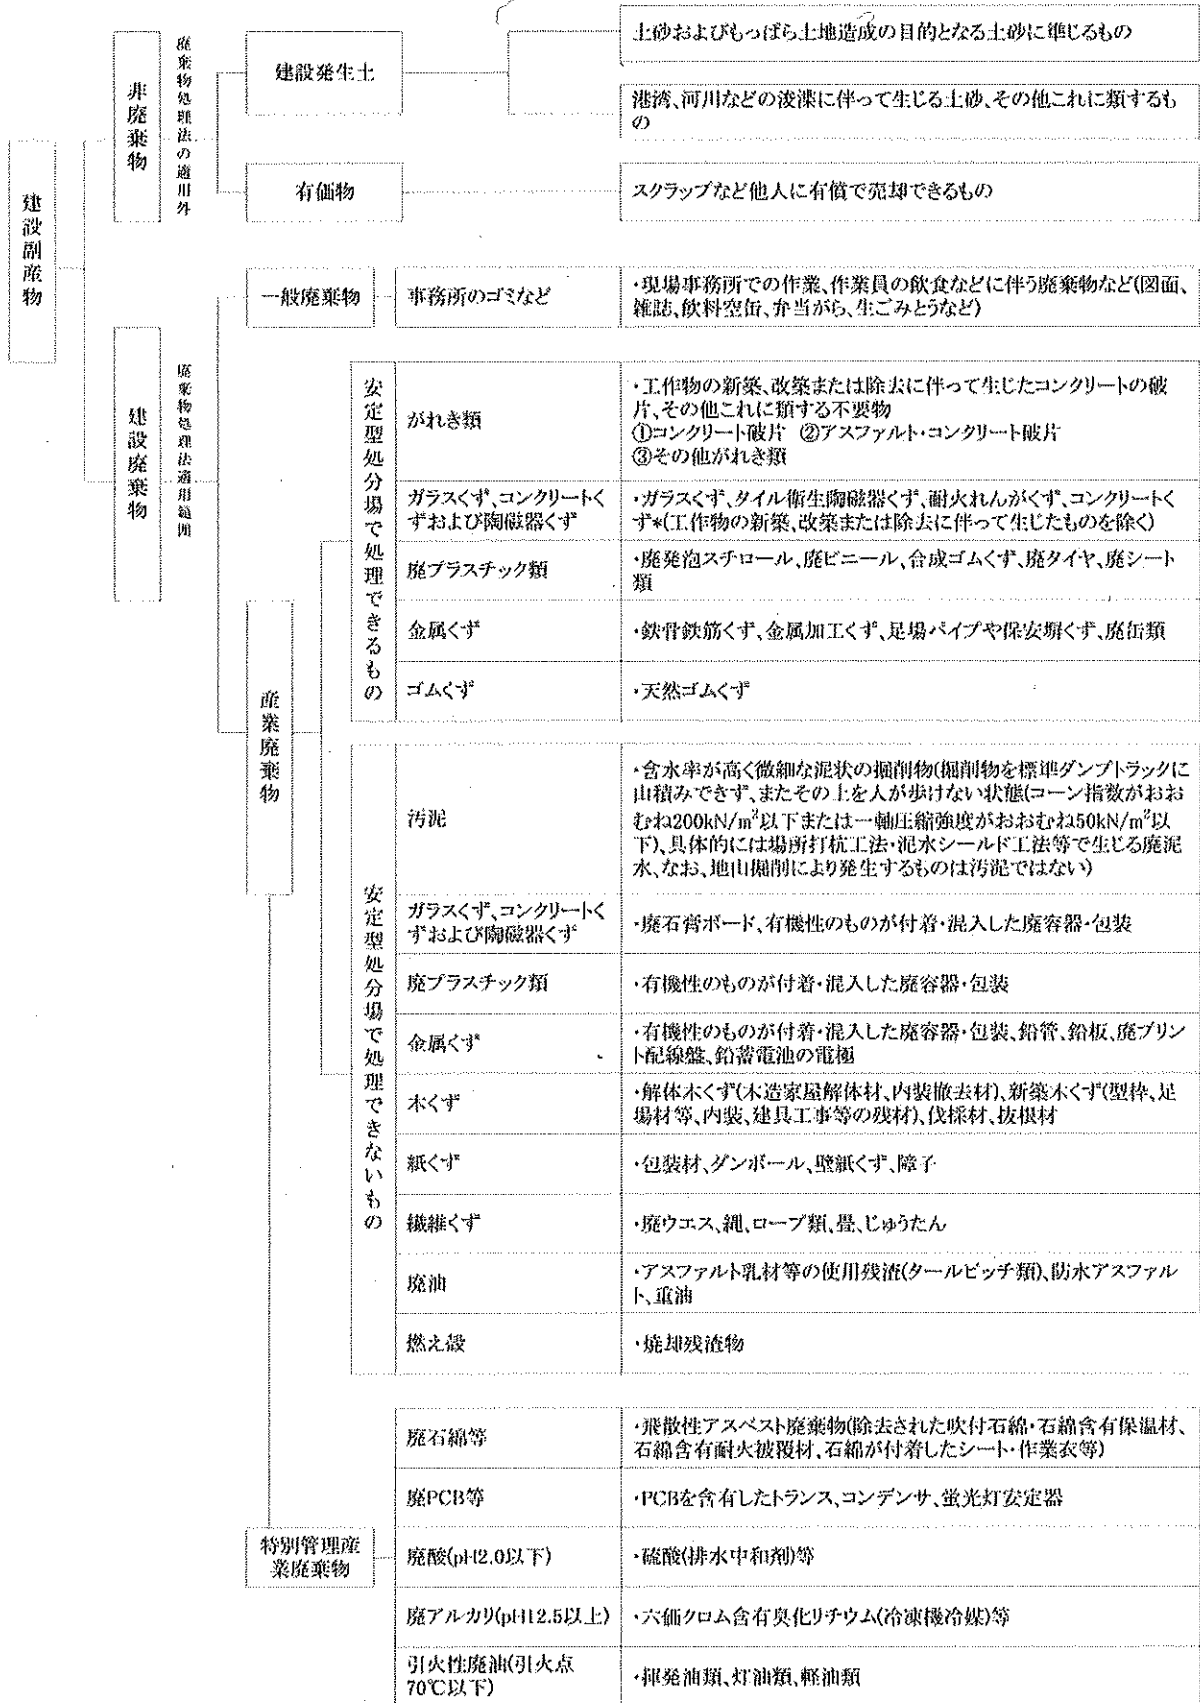 土砂およびもっぱら土地造成の目的となる土砂に準じるもの
廃棄物処理法の適用外
非廃棄物
建設発生土
港湾、河川などの浚渫に伴って生じる土砂、その他これに類するも
の
有価物
スクラップなど他人に有償で売却できるもの
建設副産物
一般廃棄物
事務所のゴミなど
・現場事務所での作業、作業員の飲食などに伴う廃棄物など(図面、
雑誌、飲料空缶、弁当がら、生ごみとうなど)
建設廃棄物
廃棄物処理法適用範囲
産業廃棄物
安定型処分場で処理できるもの
がれき類
・工作物の新築、改築または除去に伴って生じたコンクリートの破
片、その他これに類する不要物
①コンクリート破片 ②アスファルト・コンクリート破片
③その他がれき類
ガラスくず、コンクリートく
ずおよび陶磁器くず
・ガラスくず、タイル衛生陶磁器くず、耐火れんがくず、コンクリートく
ず*(工作物の新築、改築または除去に伴って生じたものを除く)
廃プラスチック類
・廃発泡スチロール、廃ビニール、合成ゴムくず、廃タイヤ、廃シート
類
金属くず
・鉄骨鉄筋くず、金属加工くず、足場パイプや保安塀くず、廃缶類
ゴムくず
・天然ゴムくず
安定型処分場で処理できないもの
汚泥
・含水率が高く微細な泥状の掘削物(掘削物を標準ダンプトラックに
山積みできず、またその上を人が歩けない状態(コーン指数がおお
むね200kN/m²以下または一軸圧縮強度がおおむね50kN/m²以
下)、具体的には場所打杭工法・泥水シールド工法等で生じる廃泥
水、なお、地山掘削により発生するものは汚泥ではない)
ガラスくず、コンクリートく
ずおよび陶磁器くず
・廃石膏ボード、有機性のものが付着・混入した廃容器・包装
廃プラスチック類
・有機性のものが付着・混入した廃容器・包装
金属くず
・有機性のものが付着・混入した廃容器・包装、鉛管、鉛板、廃プリン
ト配線盤、鉛蓄電池の電極
木くず
・解体木くず(木造家屋解体材、内装撤去材)、新築木くず(型枠、足
場材等、内装、建具工事等の残材)、伐採材、抜根材
紙くず
・包装材、ダンボール、壁紙くず、障子
繊維くず
・廃ウエス、縄、ロープ類、畳、じゅうたん
廃油
・アスファルト乳材等の使用残渣(タールピッチ類)、防水アスファル
ト、重油
燃え殻
・焼却残渣物
特別管理産
業廃棄物
廃石綿等
・飛散性アスベスト廃棄物(除去された吹付石綿・石綿含有保温材、
石綿含有耐火被覆材、石綿が付着したシート・作業衣等)
廃PCB等
・PCBを含有したトランス、コンデンサ、蛍光灯安定器
廃酸(pH2.0以下)
・硫酸(排水中和剤)等
廃アルカリ(pH12.5以上)
・六価クロム含有臭化リチウム(冷凍機冷媒)等
引火性廃油(引火点
70℃以下)
・揮発油類、灯油類、軽油類